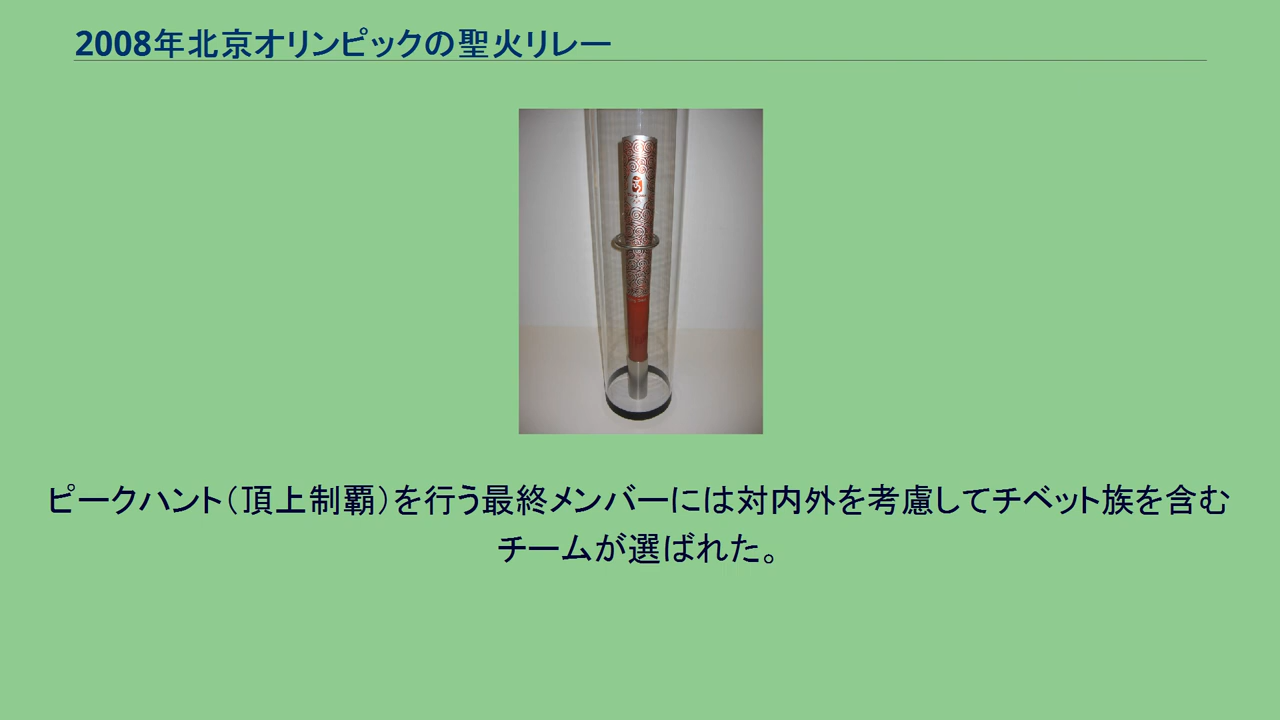 2008年北京オリンピックの聖火リレー
ピークハント（頂上制覇）を行う最終メンバーには対内外を考慮してチベット族を含む
チームが選ばれた。